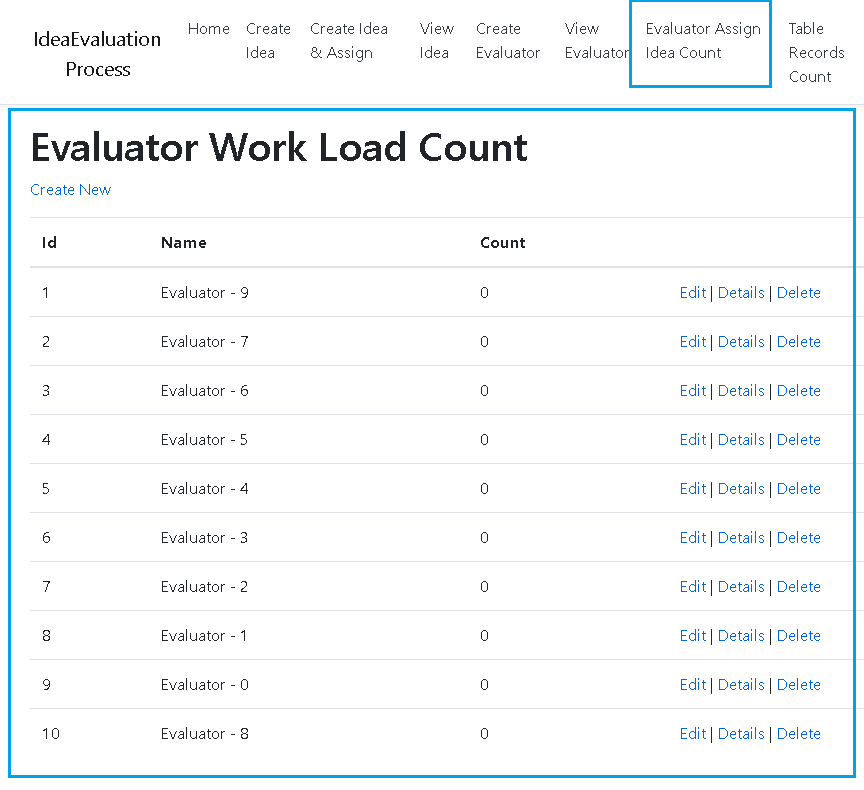 IdeaEvaluation Process
Home
Create Idea
Create Idea & Assign
View Idea
Create Evaluator
View Evaluator
Evaluator Assign Idea Count
Table Records Count
Evaluator Work Load Count
Create New
Id Name Count
1 Evaluator - 9 0 Edit | Details | Delete
2 Evaluator - 7 0 Edit | Details | Delete
3 Evaluator - 6 0 Edit | Details | Delete
4 Evaluator - 5 0 Edit | Details | Delete
5 Evaluator - 4 0 Edit | Details | Delete
6 Evaluator - 3 0 Edit | Details | Delete
7 Evaluator - 2 0 Edit | Details | Delete
8 Evaluator - 1 0 Edit | Details | Delete
9 Evaluator - 0 0 Edit | Details | Delete
10 Evaluator - 8 0 Edit | Details | Delete